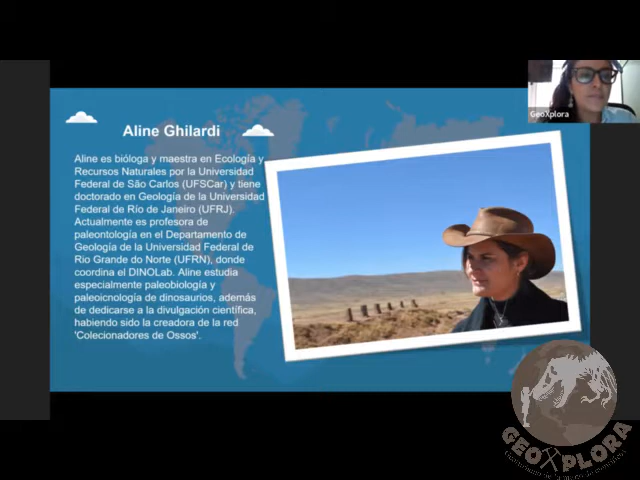 GeoXplora
Aline Ghilardi
Aline es bióloga y maestra en Ecología y
Recursos Naturales por la Universidad
Federal de São Carlos (UFSCar) y tiene
doctorado en Geología de la Universidad
Federal de Río de Janeiro (UFRJ).
Actualmente es profesora de
paleontología en el Departamento de
Geología de la Universidad Federal de
Rio Grande do Norte (UFRN), donde
coordina el DINOLab. Aline estudia
especialmente paleobiología y
paleoicnología de dinosaurios, además
de dedicarse a la divulgación científica,
habiendo sido la creadora de la red
'Colecionadores de Ossos'.
GEOXPLORA